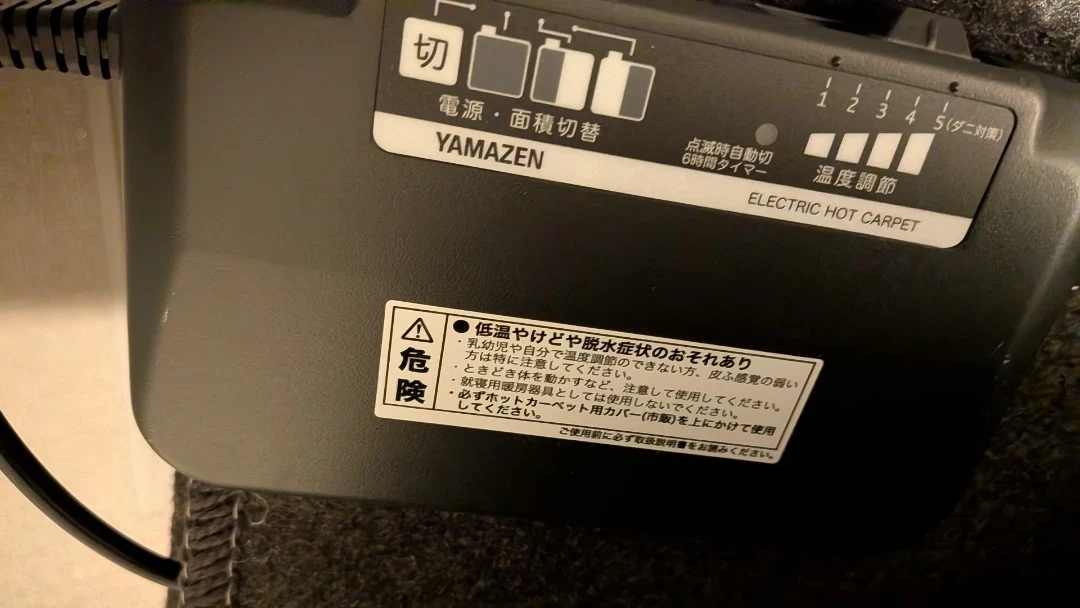 切
電源・面積切替
1 2 3 4 5(ダニ対策)
点滅時自動切
6時間タイマー
温度調節
YAMAZEN
ELECTRIC HOT CARPET
危険
●低温やけどや脱水症状のおそれあり
・乳幼児や自分で温度調節のできない方、皮ふ感覚の弱い
方は特に注意してください。
・ときどき体を動かすなど、注意して使用してください。
・就寝用暖房器具としては使用しないでください。
・必ずホットカーペット用カバー(市販)を上にかけて使用
してください。
ご使用前に必ず取扱説明■をお読みください。